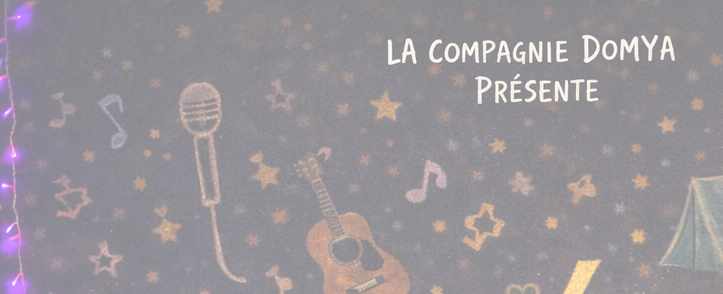 LA COMPAGNIE DOMYA
PRÉSENTE